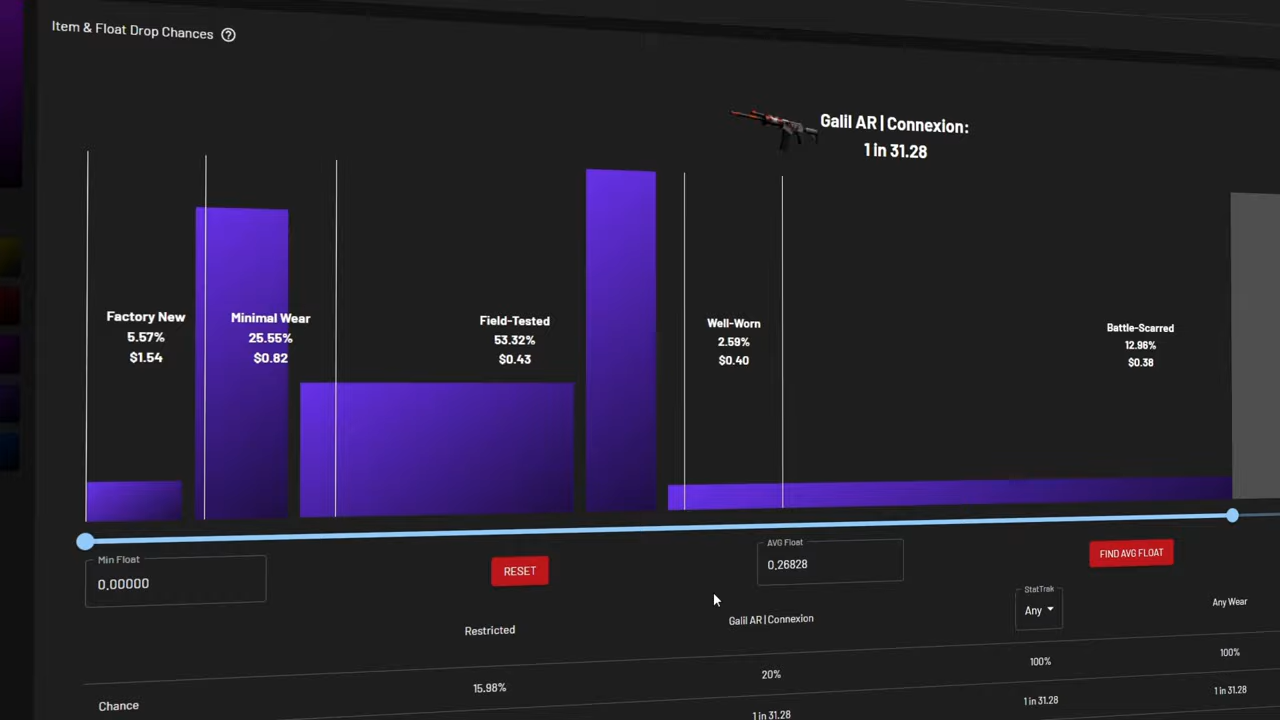 Item & Float Drop Chances ?
Galil AR | Connexion:
1 in 31.28
Factory New
5.57%
$1.54
Minimal Wear
25.55%
$0.82
Field-Tested
53.32%
$0.43
Well-Worn
2.59%
$0.40
Battle-Scarred
12.96%
$0.38
Min Float
0.00000
RESET
AVG Float
0.26828
FIND AVG FLOAT
Restricted
Galil AR | Connexion
StatTrak
Any
Any Wear
Chance
15.98%
20%
100%
100%
1 in 31.28
1 in 31.28
1 in 31.28